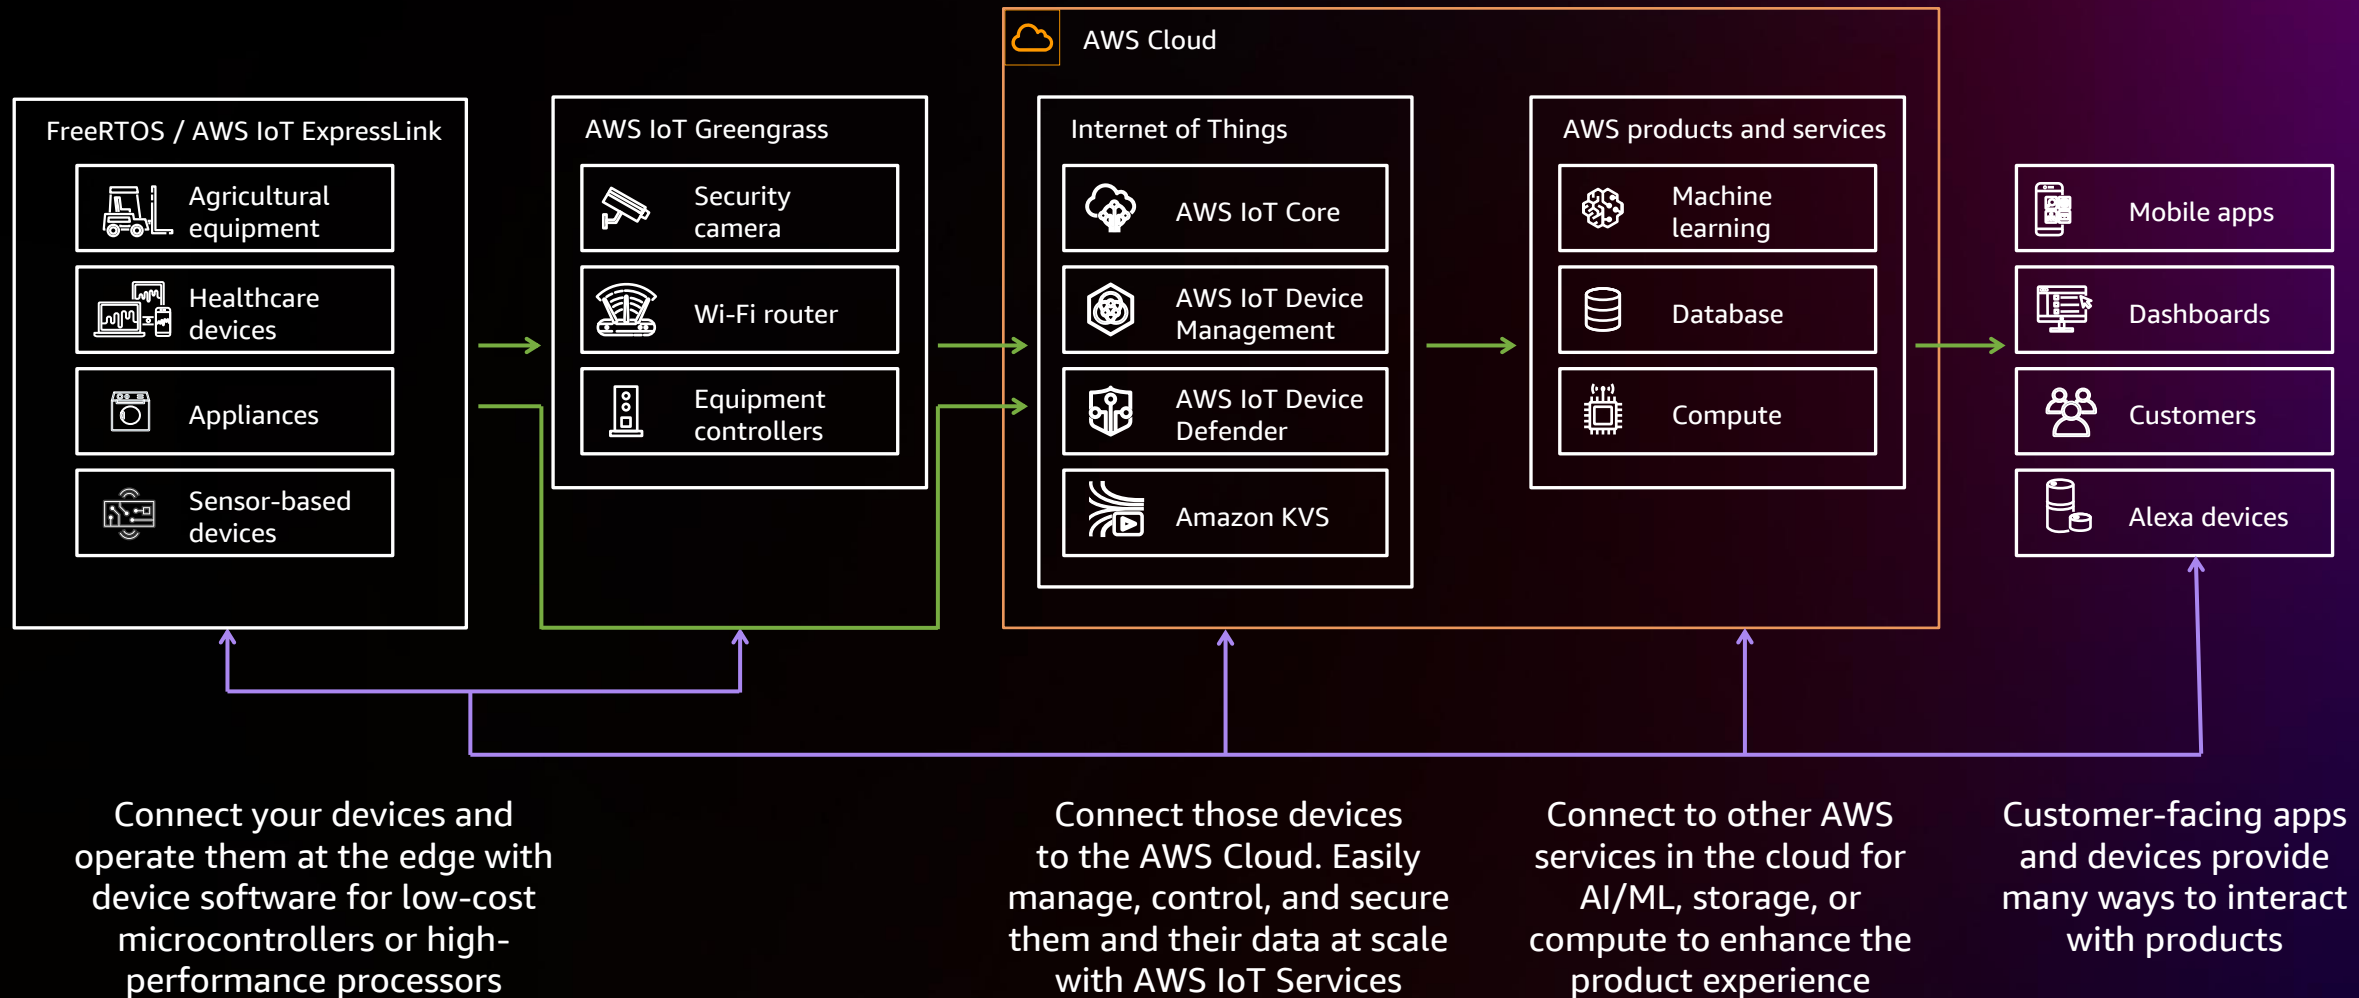 AWS Cloud
FreeRTOS / AWS IoT ExpressLink
Agricultural
equipment
Healthcare
devices
Appliances
Sensor-based
devices
AWS IoT Greengrass
Security
camera
Wi-Fi router
Equipment
controllers
Internet of Things
AWS IoT Core
AWS IoT Device
Management
AWS IoT Device
Defender
Amazon KVS
AWS products and services
Machine
learning
Database
Compute
Mobile apps
Dashboards
Customers
Alexa devices
Connect your devices and
operate them at the edge with
device software for low-cost
microcontrollers or high-
performance processors
Connect those devices
to the AWS Cloud. Easily
manage, control, and secure
them and their data at scale
with AWS IoT Services
Connect to other AWS
services in the cloud for
AI/ML, storage, or
compute to enhance the
product experience
Customer-facing apps
and devices provide
many ways to interact
with products